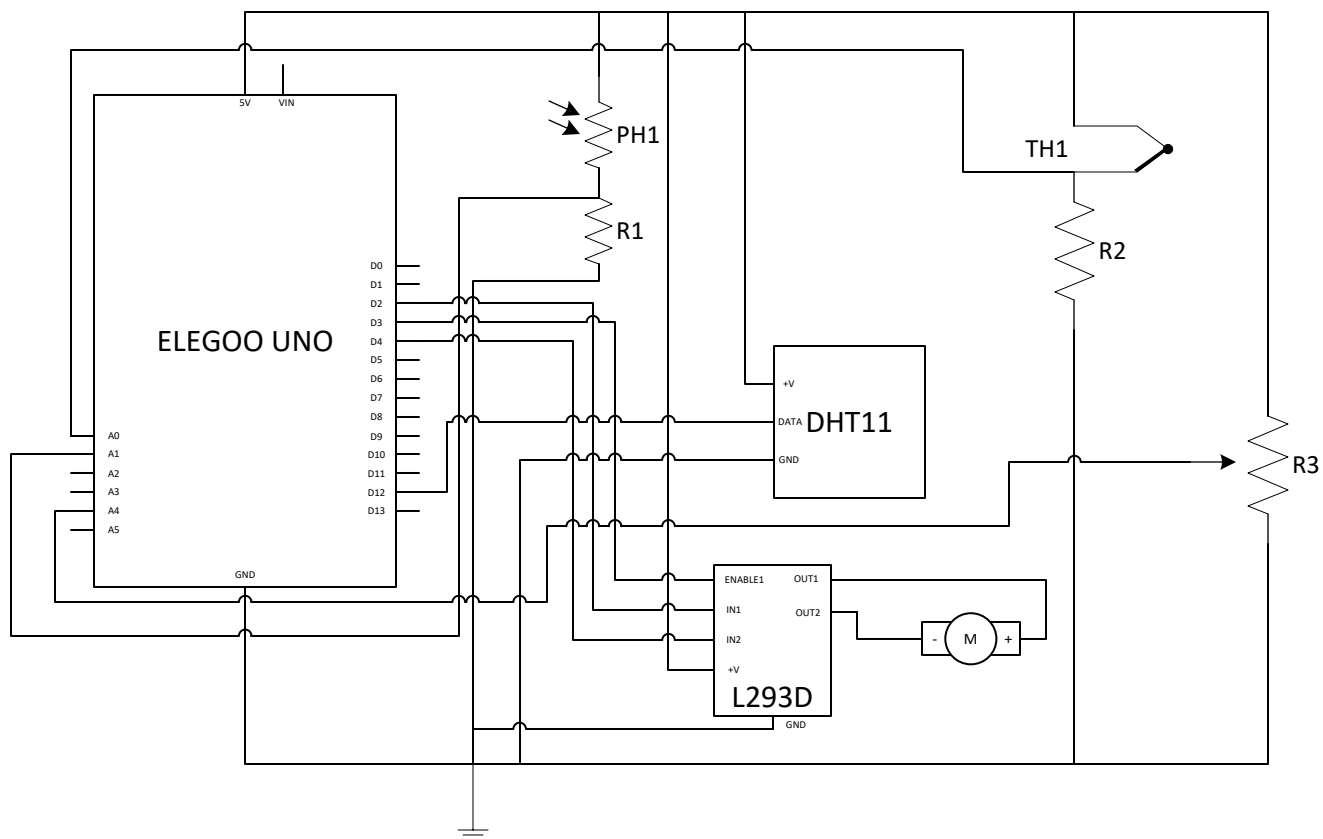 5V
VIN
PH1
TH1
R1
R2
D0
D1
D2
D3
D4
D5
D6
D7
D8
D9
D10
D11
D12
D13
ELEGOO UNO
A0
A1
A2
A3
A4
A5
GND
+V
DATA
DHT11
GND
R3
ENABLE1
OUT1
IN1
OUT2
IN2
+V
L293D
GND
-
M
+